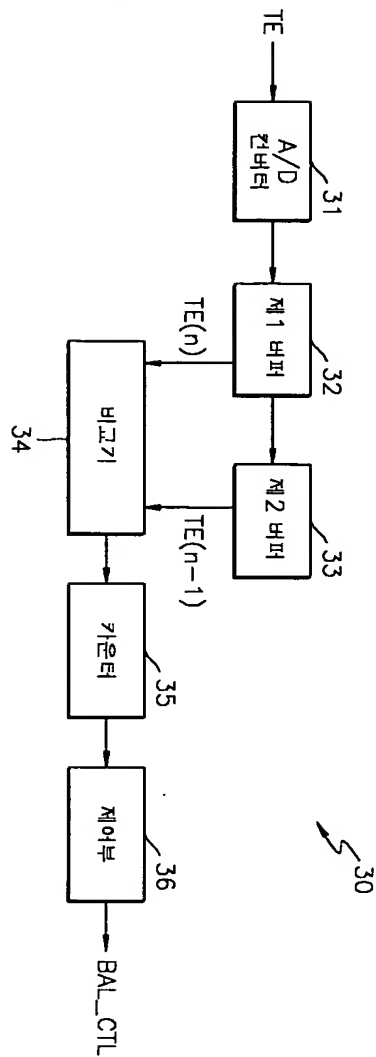 30
TE
A/D
컨버터
31
제1 버퍼
32
제2 버퍼
33
TE(n)
TE(n-1)
비교기
34
카운터
35
제어부
36
BAL_CTL